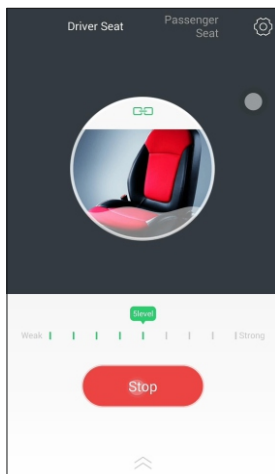 Driver Seat
Passenger
Seat
5level
Weak
Strong
Stop